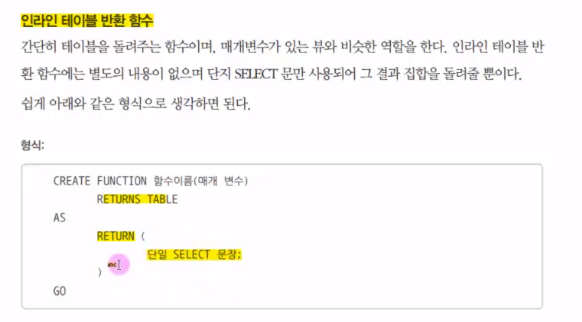 인라인 테이블 반환 함수
간단히 테이블을 돌려주는 함수이며, 매개변수가 있는 뷰와 비슷한 역할을 한다. 인라인 테이블 반
환 함수에는 별도의 내용이 없으며 단지 SELECT 문만 사용되어 그 결과 집합을 돌려줄 뿐이다.
쉽게 아래와 같은 형식으로 생각하면 된다.
형식:
CREATE FUNCTION 함수이름(매개 변수)
RETURNS TABLE
AS
RETURN (
단일 SELECT 문장;
)
GO